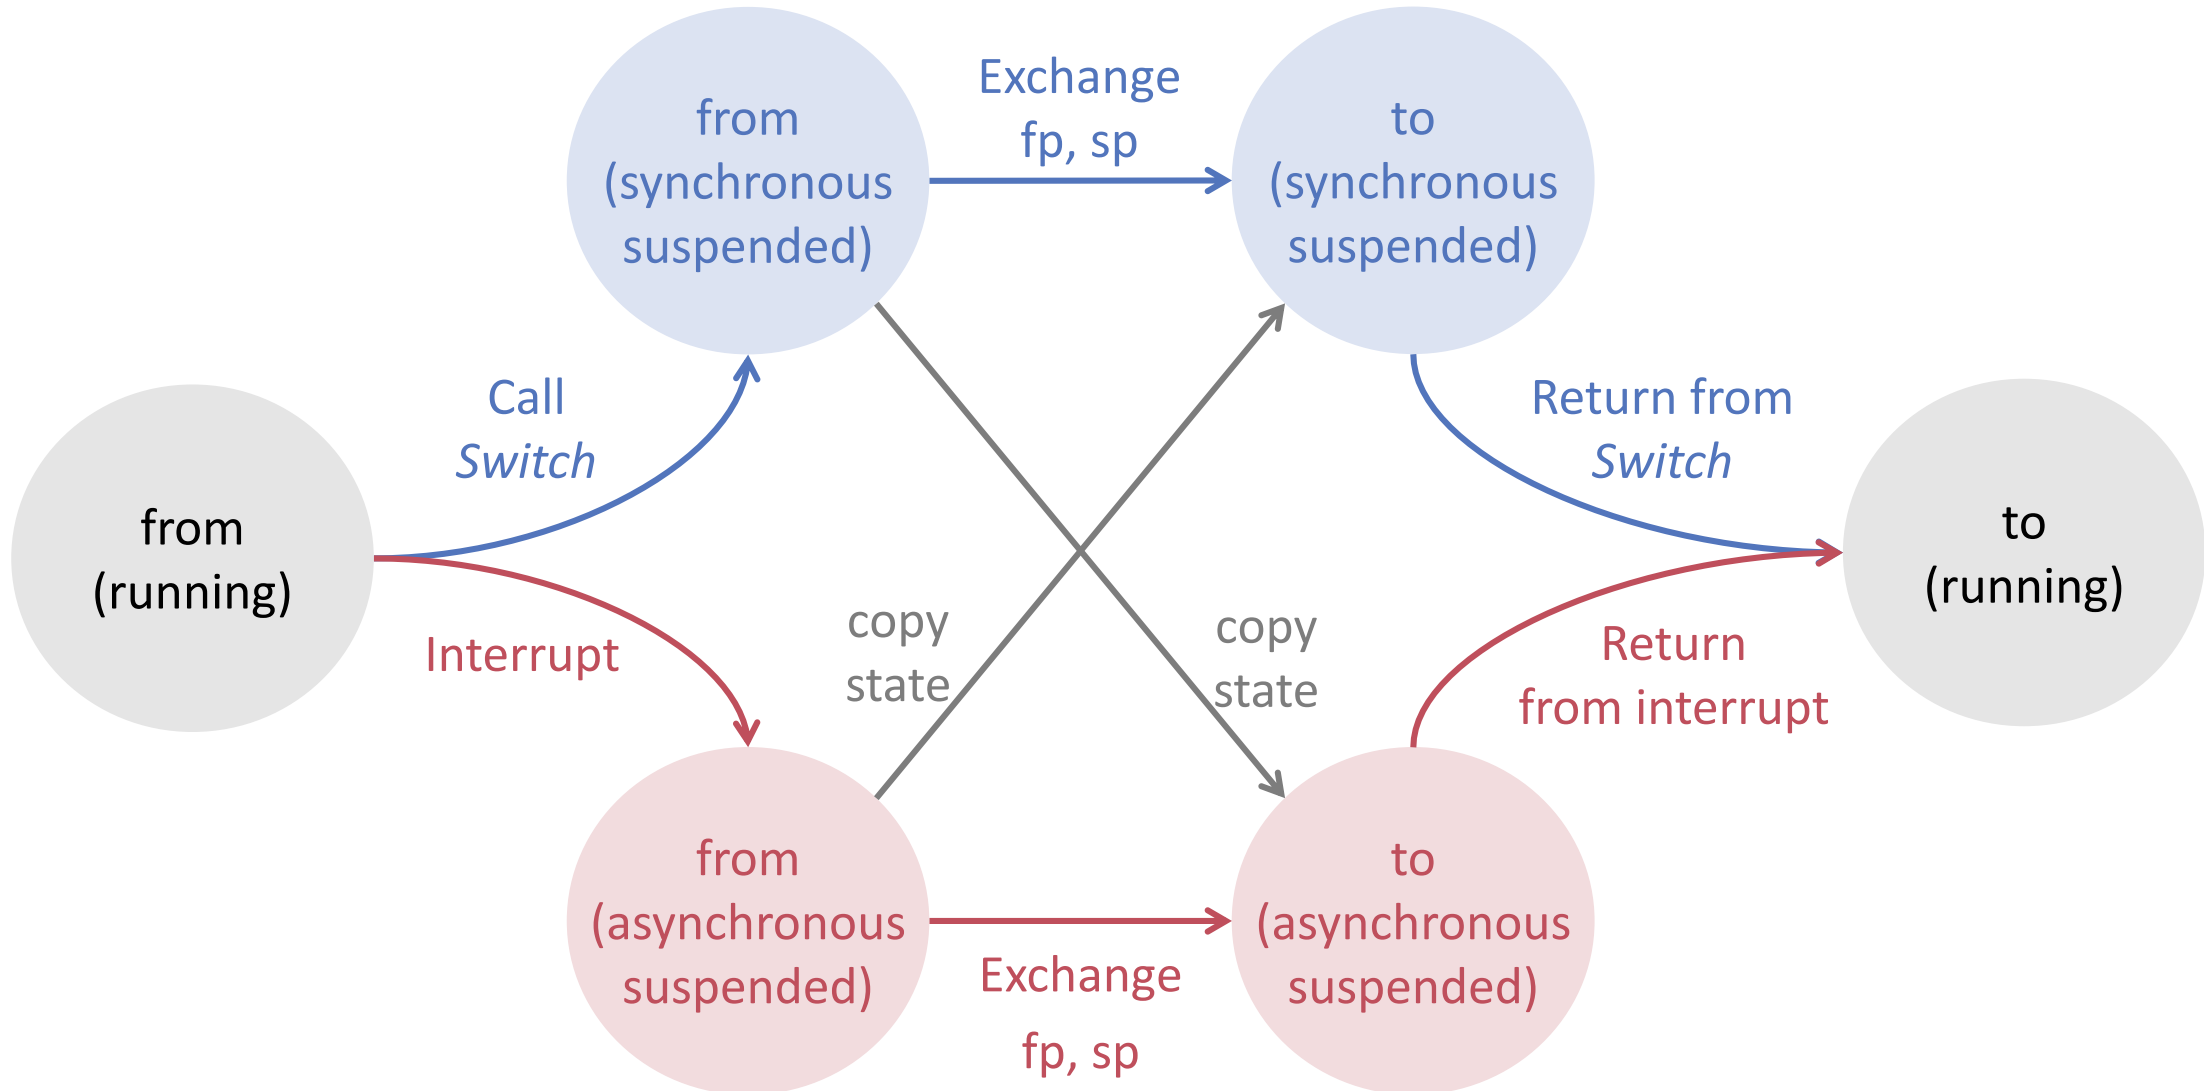 from
(synchronous
suspended)
Exchange
fp, sp
to
(synchronous
suspended)
Call
Switch
Return from
Switch
from
(running)
to
(running)
Interrupt
copy
state
copy
state
Return
from interrupt
from
(asynchronous
suspended)
Exchange
fp, sp
to
(asynchronous
suspended)